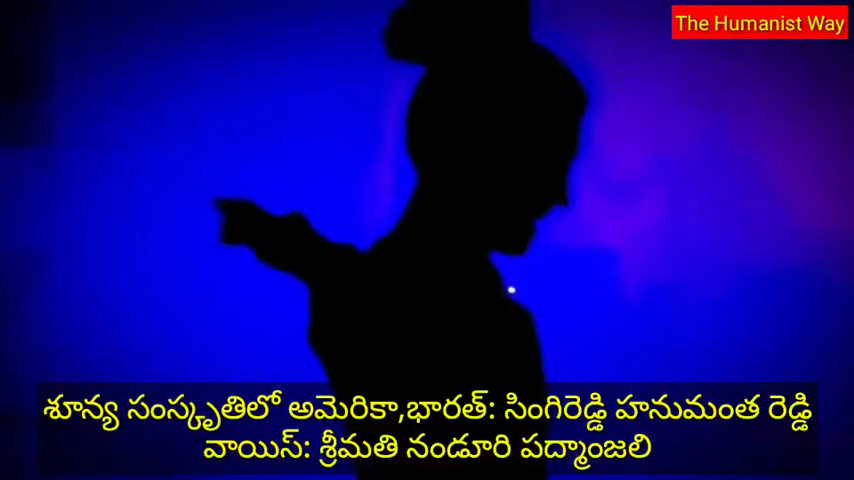 The Humanist Way
శూన్య సంస్కృతిలో అమెరికా,భారత్: సింగిరెడ్డి హనుమంత రెడ్డి
వాయిస్: శ్రీమతి నండూరి పద్మాంజలి